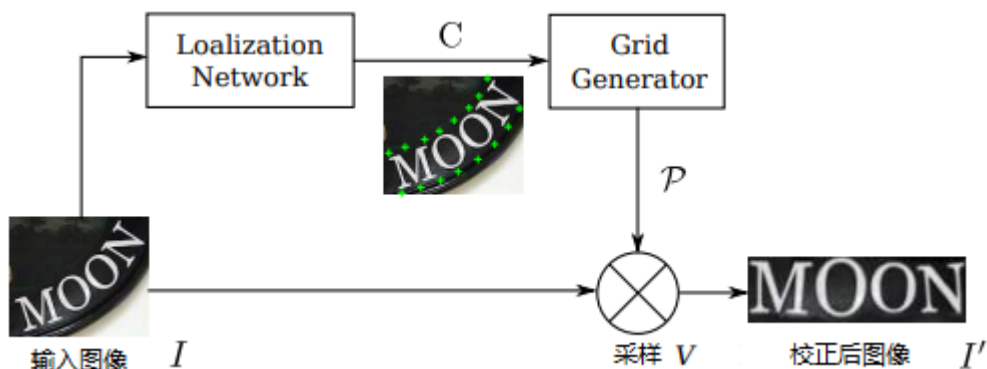 Loalization
Network
C
Grid
Generator
MOON
𝒫
MOON
MOON
输入图像 I
采样 V
校正后图像 I′